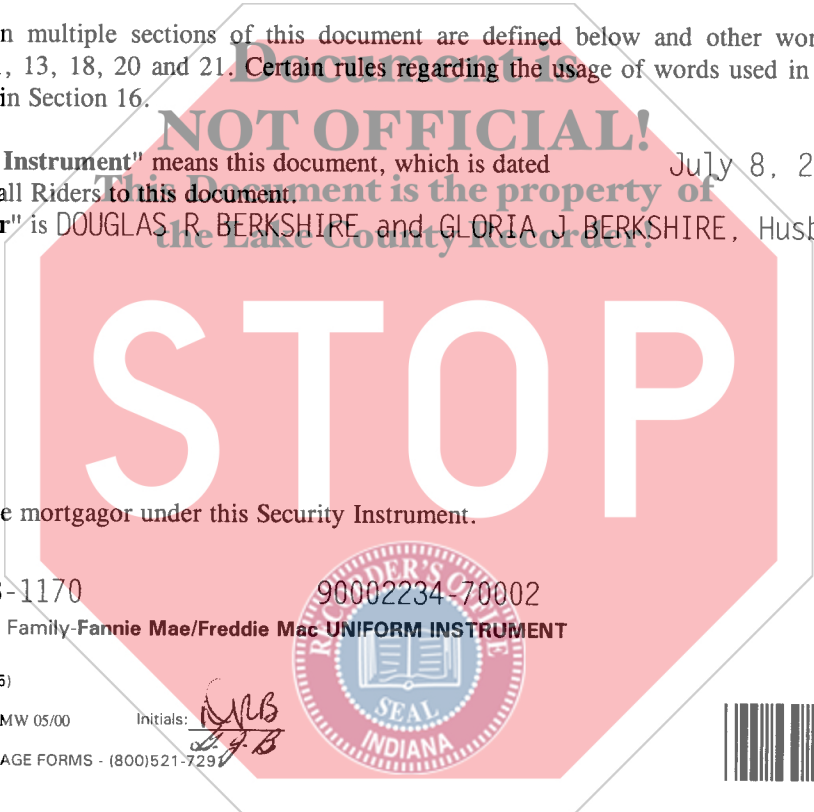 n multiple sections of this document are defined below and other wor
, 13, 18, 20 and 21. Certain rules regarding the usage of words used in
in Section 16.
Document is
NOT OFFICIAL!
This Document is the property of
the Lake County Recorder!
Instrument" means this document, which is dated July 8, 2
all Riders to this document.
r" is DOUGLAS R BERKSHIRE and GLORIA J BERKSHIRE, Husb
STOP
e mortgagor under this Security Instrument.
-1170 90002234-70002
Family-Fannie Mae/Freddie Mac UNIFORM INSTRUMENT
RECORDER'S OFFICE
SEAL
INDIANA
MW 05/00 Initials: DRB
G.J.B
AGE FORMS - (800)521-729